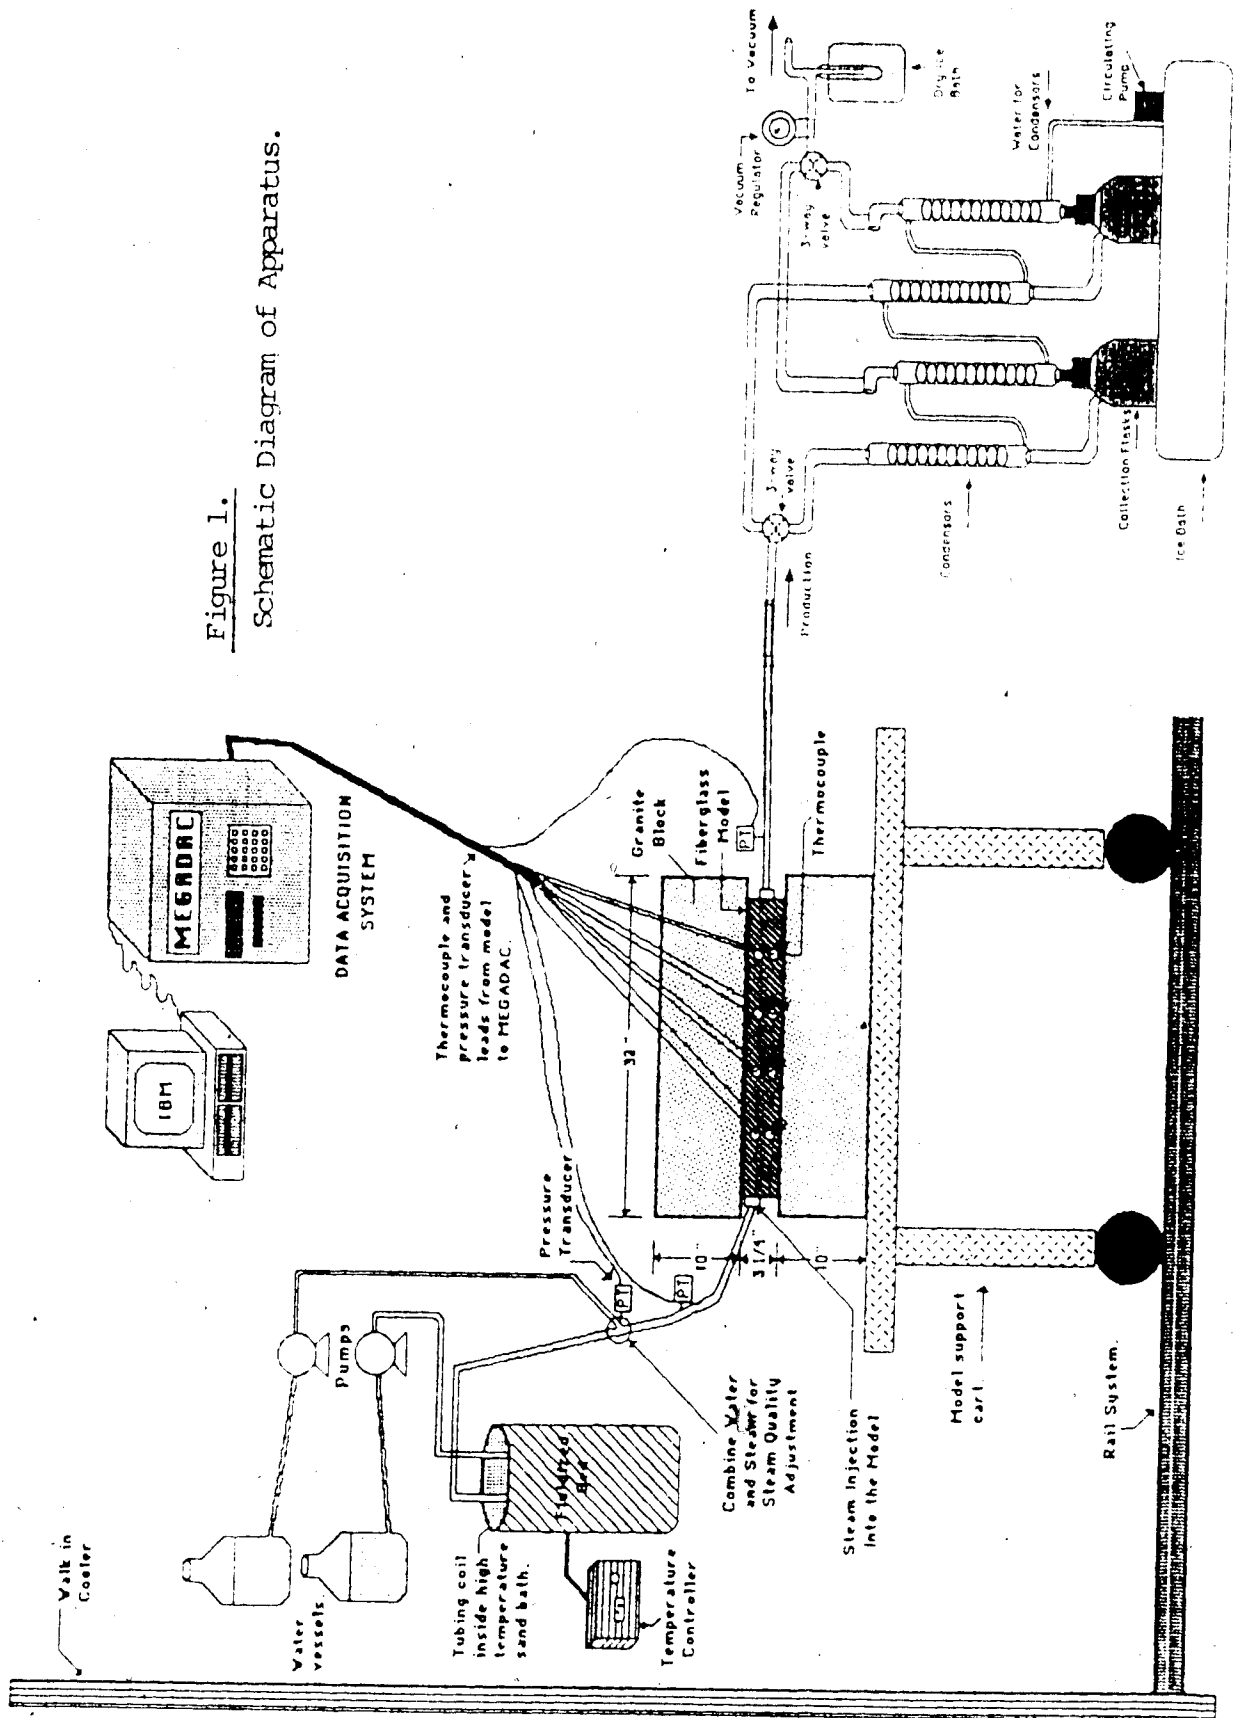 Figure 1.
Schematic Diagram of Apparatus.
Walk in
Cooler
Water
vessels.
Pumps
Tubing coil
inside high
temperature
sand bath.
Fluidized
Bed
Temperature
Controller
IBM
MEGADAC
DATA ACQUISITION
SYSTEM
Thermocouple and
pressure transducer
leads from model
to MEGADAC.
Pressure
Transducer
PT
PT
PT
Combine Water
and Steam for
Steam Quality
Adjustment
Steam Injection
Into the Model
32"
10"
3 1/4"
10"
Granite
Block
Fiberglass
Model
Thermocouple
Model support
cart.
Rail System.
Production
3-way
valve
Condensors
Collection Flasks
Ice Bath
Vacuum
Regulator
3-way
valve
To Vacuum
Dry-Ice
Bath
Water for
Condensors
Circulating
Pump